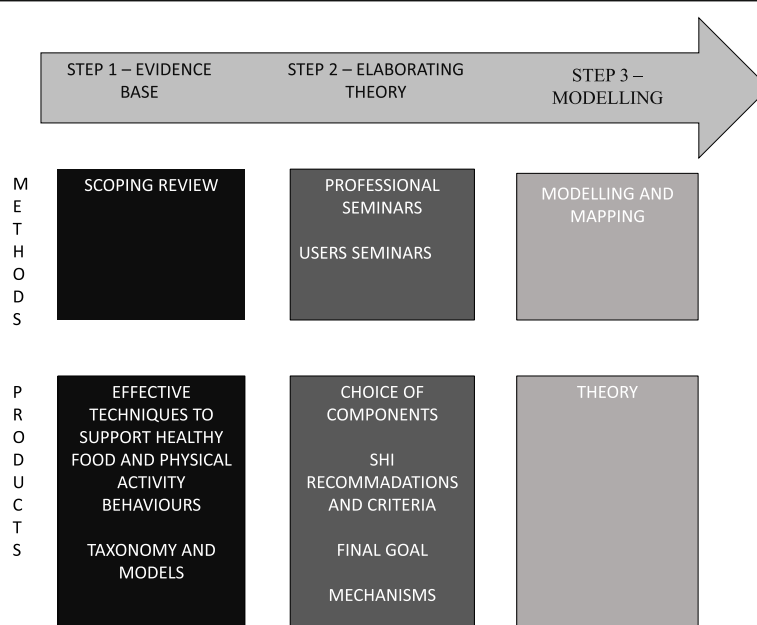 STEP 1 – EVIDENCE
BASE
STEP 2 – ELABORATING
THEORY
STEP 3 –
MODELLING
METHODS
SCOPING REVIEW
PROFESSIONAL
SEMINARS
USERS SEMINARS
MODELLING AND
MAPPING
PRODUCTS
EFFECTIVE
TECHNIQUES TO
SUPPORT HEALTHY
FOOD AND PHYSICAL
ACTIVITY
BEHAVIOURS
TAXONOMY AND
MODELS
CHOICE OF
COMPONENTS
SHI
RECOMMADATIONS
AND CRITERIA
FINAL GOAL
MECHANISMS
THEORY